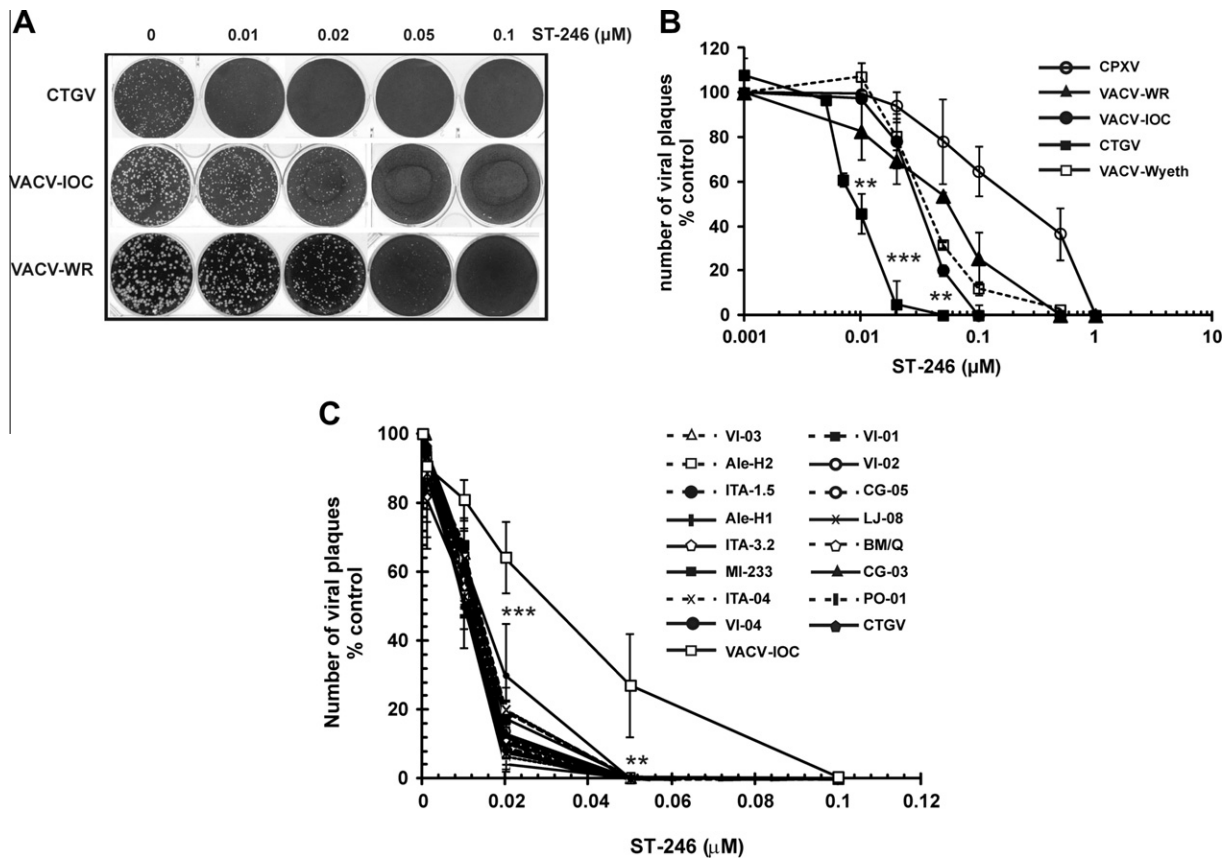 A
0 0.01 0.02 0.05 0.1 ST-246 (µM)
CTGV
VACV-IOC
VACV-WR
B
120
100
80
60
40
20
0
number of viral plaques
% control
**
***
**
0.001 0.01 0.1 1 10
ST-246 (µM)
CPXV
VACV-WR
VACV-IOC
CTGV
VACV-Wyeth
C
100
80
60
40
20
0
Number of viral plaques
% control
***
**
0 0.02 0.04 0.06 0.08 0.1 0.12
ST-246 (µM)
VI-03 VI-01
Ale-H2 VI-02
ITA-1.5 CG-05
Ale-H1 LJ-08
ITA-3.2 BM/Q
MI-233 CG-03
ITA-04 PO-01
VI-04 CTGV
VACV-IOC